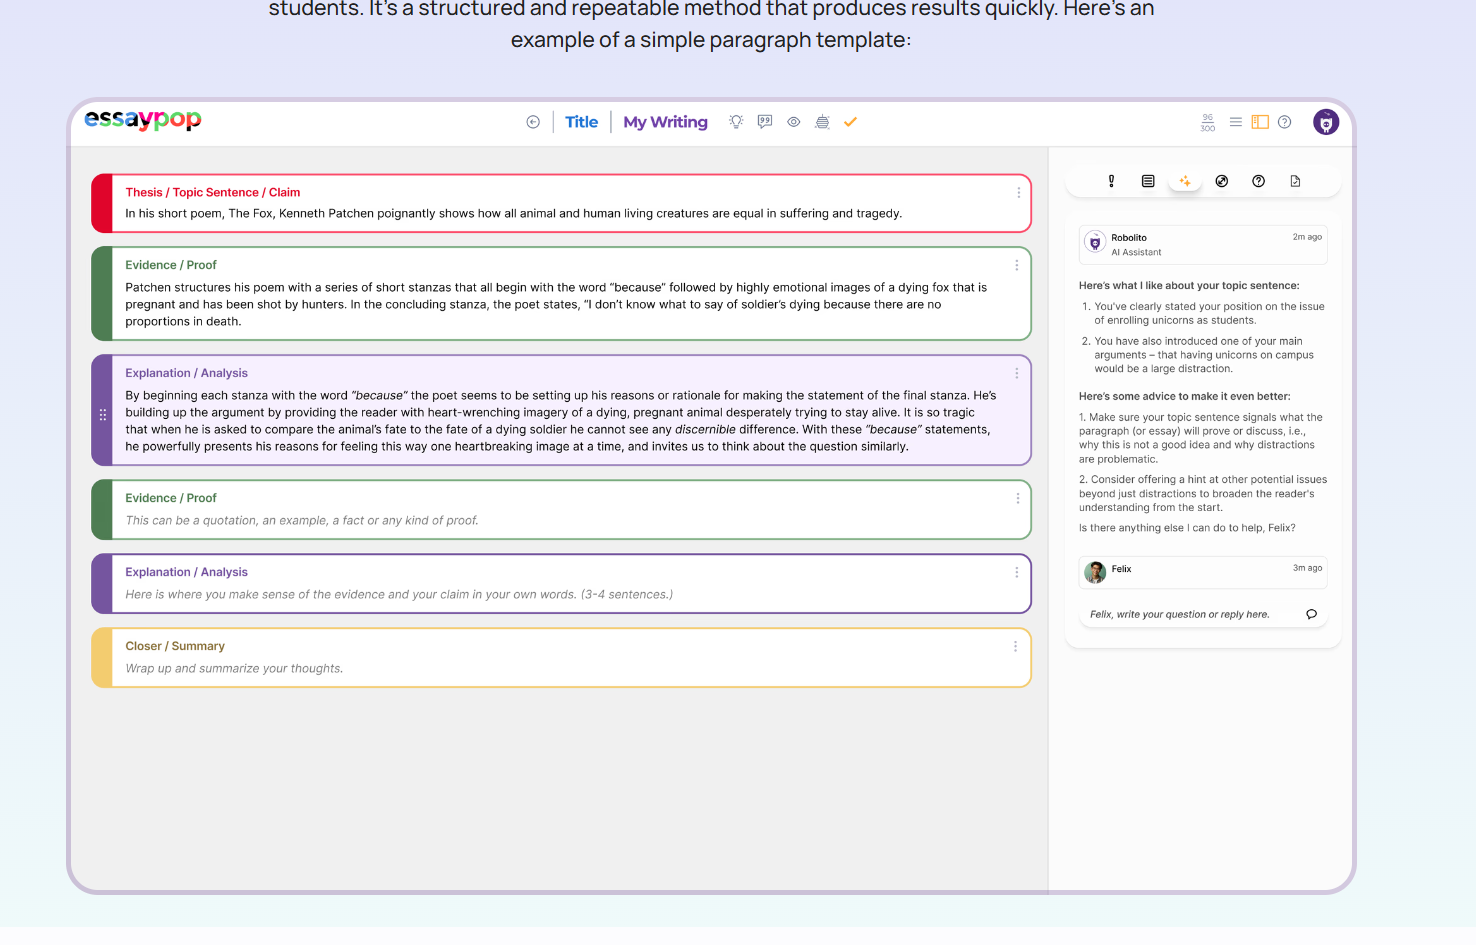 students. It's a structured and repeatable method that produces results quickly. Here's an
example of a simple paragraph template:
essaypop
Title
My Writing
96
300
Thesis / Topic Sentence / Claim
In his short poem, The Fox, Kenneth Patchen poignantly shows how all animal and human living creatures are equal in suffering and tragedy.
Evidence / Proof
Patchen structures his poem with a series of short stanzas that all begin with the word “because” followed by highly emotional images of a dying fox that is
pregnant and has been shot by hunters. In the concluding stanza, the poet states, “I don’t know what to say of soldier’s dying because there are no
proportions in death.
Explanation / Analysis
By beginning each stanza with the word “because” the poet seems to be setting up his reasons or rationale for making the statement of the final stanza. He’s
building up the argument by providing the reader with heart-wrenching imagery of a dying, pregnant animal desperately trying to stay alive. It is so tragic
that when he is asked to compare the animal’s fate to the fate of a dying soldier he cannot see any discernible difference. With these “because” statements,
he powerfully presents his reasons for feeling this way one heartbreaking image at a time, and invites us to think about the question similarly.
Evidence / Proof
This can be a quotation, an example, a fact or any kind of proof.
Explanation / Analysis
Here is where you make sense of the evidence and your claim in your own words. (3-4 sentences.)
Closer / Summary
Wrap up and summarize your thoughts.
Robolito
2m ago
AI Assistant
Here’s what I like about your topic sentence:
1. You've clearly stated your position on the issue
of enrolling unicorns as students.
2. You have also introduced one of your main
arguments – that having unicorns on campus
would be a large distraction.
Here’s some advice to make it even better:
1. Make sure your topic sentence signals what the
paragraph (or essay) will prove or discuss, i.e.,
why this is not a good idea and why distractions
are problematic.
2. Consider offering a hint at other potential issues
beyond just distractions to broaden the reader's
understanding from the start.
Is there anything else I can do to help, Felix?
Felix
3m ago
Felix, write your question or reply here.